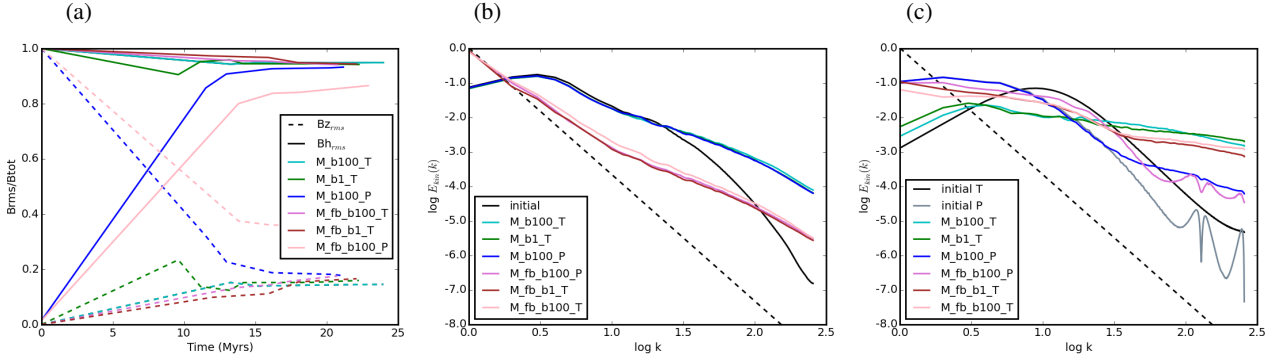 (a)
1.0
0.8
0.6
0.4
0.2
0.0
Brms/Btot
0
5
10
15
20
25
Time (Myrs)
Bz_rms
Bh_rms
M_b100_T
M_b1_T
M_b100_P
M_fb_b100_T
M_fb_b1_T
M_fb_b100_P
(b)
0.0
-1.0
-2.0
-3.0
-4.0
-5.0
-6.0
-7.0
-8.0
log E_kin(k)
0.0
0.5
1.0
1.5
2.0
2.5
log k
initial
M_b100_T
M_b1_T
M_b100_P
M_fb_b100_P
M_fb_b1_T
M_fb_b100_T
(c)
0.0
-1.0
-2.0
-3.0
-4.0
-5.0
-6.0
-7.0
-8.0
log E_kin(k)
0.0
0.5
1.0
1.5
2.0
2.5
log k
initial T
initial P
M_b100_T
M_b1_T
M_b100_P
M_fb_b100_P
M_fb_b1_T
M_fb_b100_T